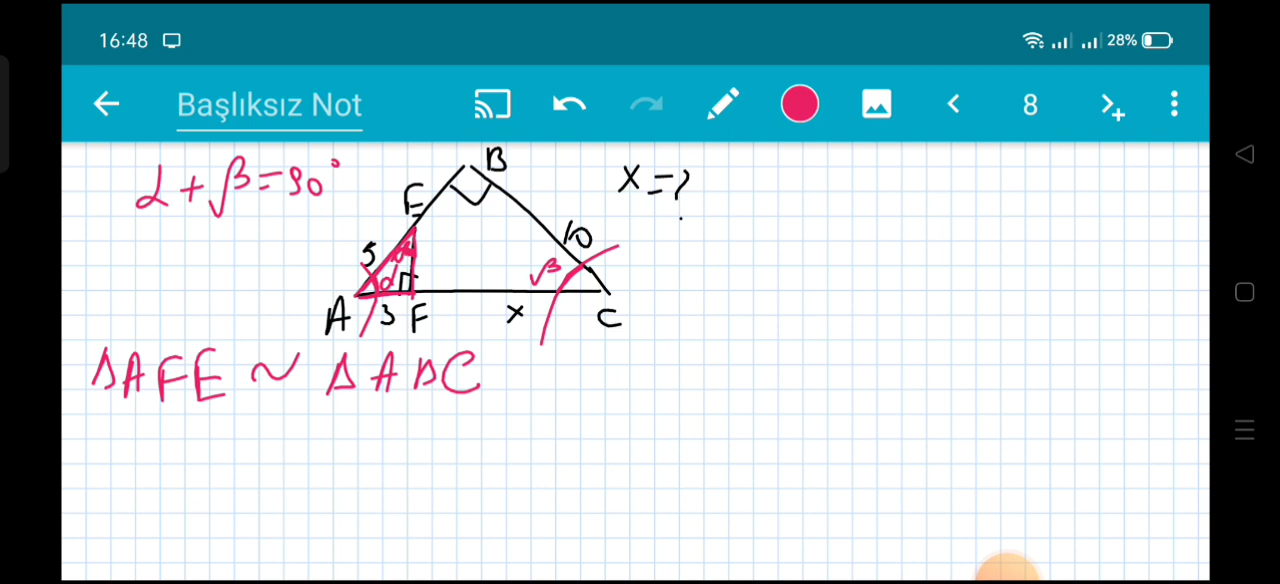 16:48 28%
Başlıksız Not 8
α + β = 90°
B
x = ?
E
10
5
α β
A 3 F x C
ΔAFE ~ ΔABC